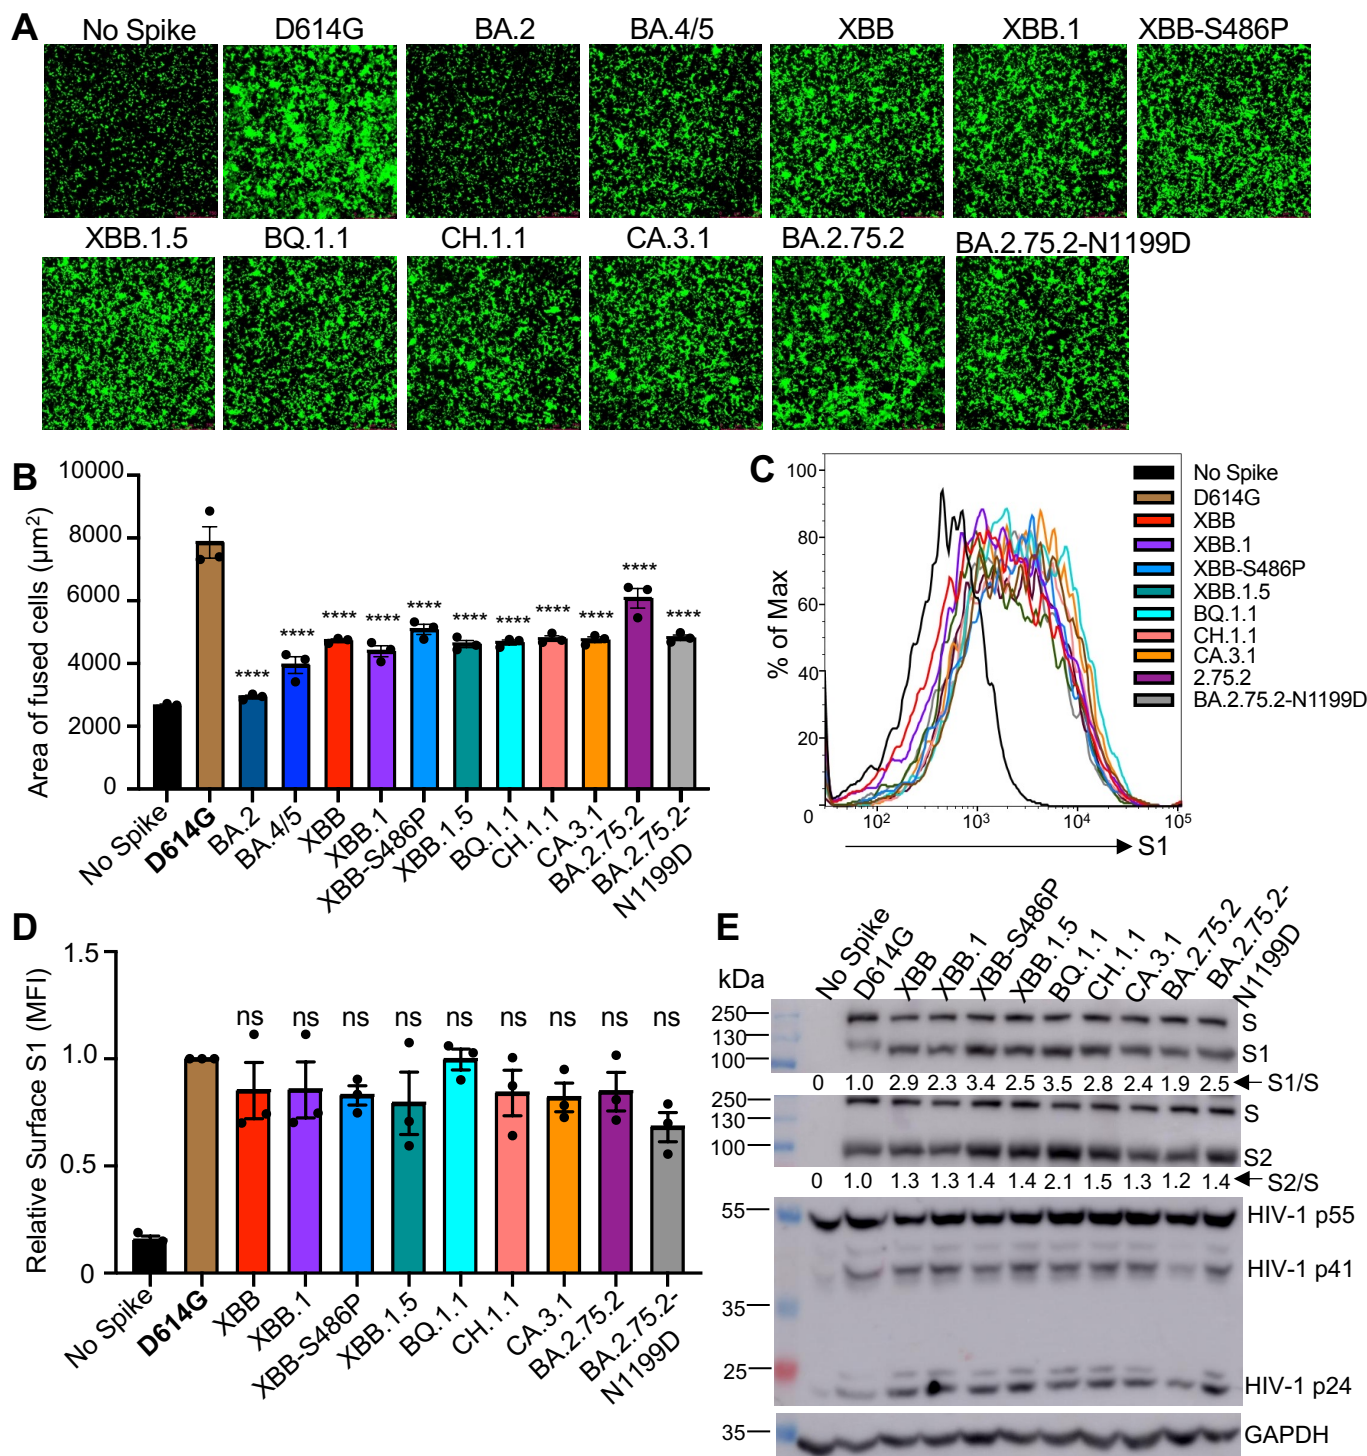 A
No Spike
D614G
BA.2
BA.4/5
XBB
XBB.1
XBB-S486P
XBB.1.5
BQ.1.1
CH.1.1
CA.3.1
BA.2.75.2
BA.2.75.2-N1199D
B
Area of fused cells (µm²)
10000
8000
6000
4000
2000
0
****
****
****
****
****
****
****
****
****
****
****
No Spike
D614G
BA.2
BA.4/5
XBB
XBB.1
XBB-S486P
XBB.1.5
BQ.1.1
CH.1.1
CA.3.1
BA.2.75.2
BA.2.75.2-
N1199D
C
% of Max
100
80
60
40
20
0
0
10²
10³
10⁴
10⁵
S1
No Spike
D614G
XBB
XBB.1
XBB-S486P
XBB.1.5
BQ.1.1
CH.1.1
CA.3.1
2.75.2
BA.2.75.2-N1199D
D
Relative Surface S1 (MFI)
1.5
1.0
0.5
0
ns
ns
ns
ns
ns
ns
ns
ns
ns
No Spike
D614G
XBB
XBB.1
XBB-S486P
XBB.1.5
BQ.1.1
CH.1.1
CA.3.1
BA.2.75.2
BA.2.75.2-
N1199D
E
kDa
No Spike
D614G
XBB
XBB.1
XBB-S486P
XBB.1.5
BQ.1.1
CH.1.1
CA.3.1
BA.2.75.2
BA.2.75.2-
N1199D
250
130
100
S
S1
0 1.0 2.9 2.3 3.4 2.5 3.5 2.8 2.4 1.9 2.5 S1/S
250
130
100
S
S2
0 1.0 1.3 1.3 1.4 1.4 2.1 1.5 1.3 1.2 1.4 S2/S
55
HIV-1 p55
HIV-1 p41
35
25
HIV-1 p24
35
GAPDH